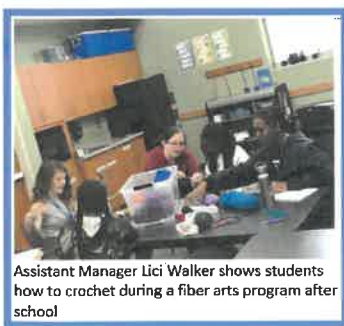 Assistant Manager Lici Walker shows students
how to crochet during a fiber arts program after
school